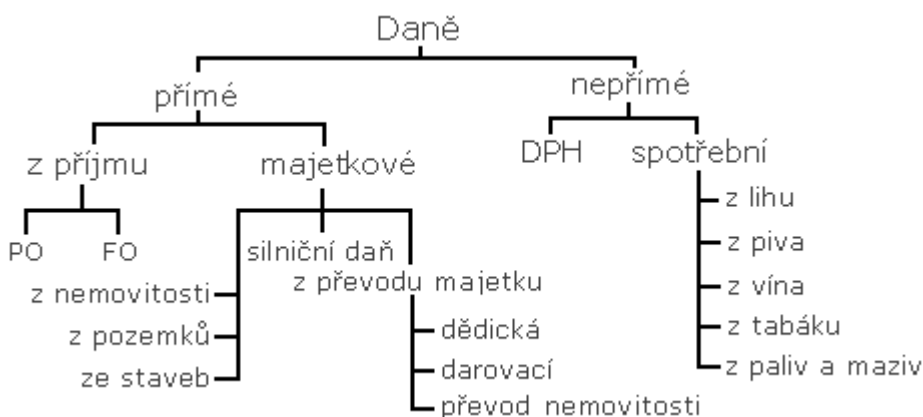 Daně
přímé
nepřímé
z příjmu
majetkové
DPH
spotřební
PO
FO
silniční daň
z převodu majetku
z nemovitosti
z pozemků
ze staveb
dědická
darovací
převod nemovitosti
z lihu
z piva
z vína
z tabáku
z paliv a maziv